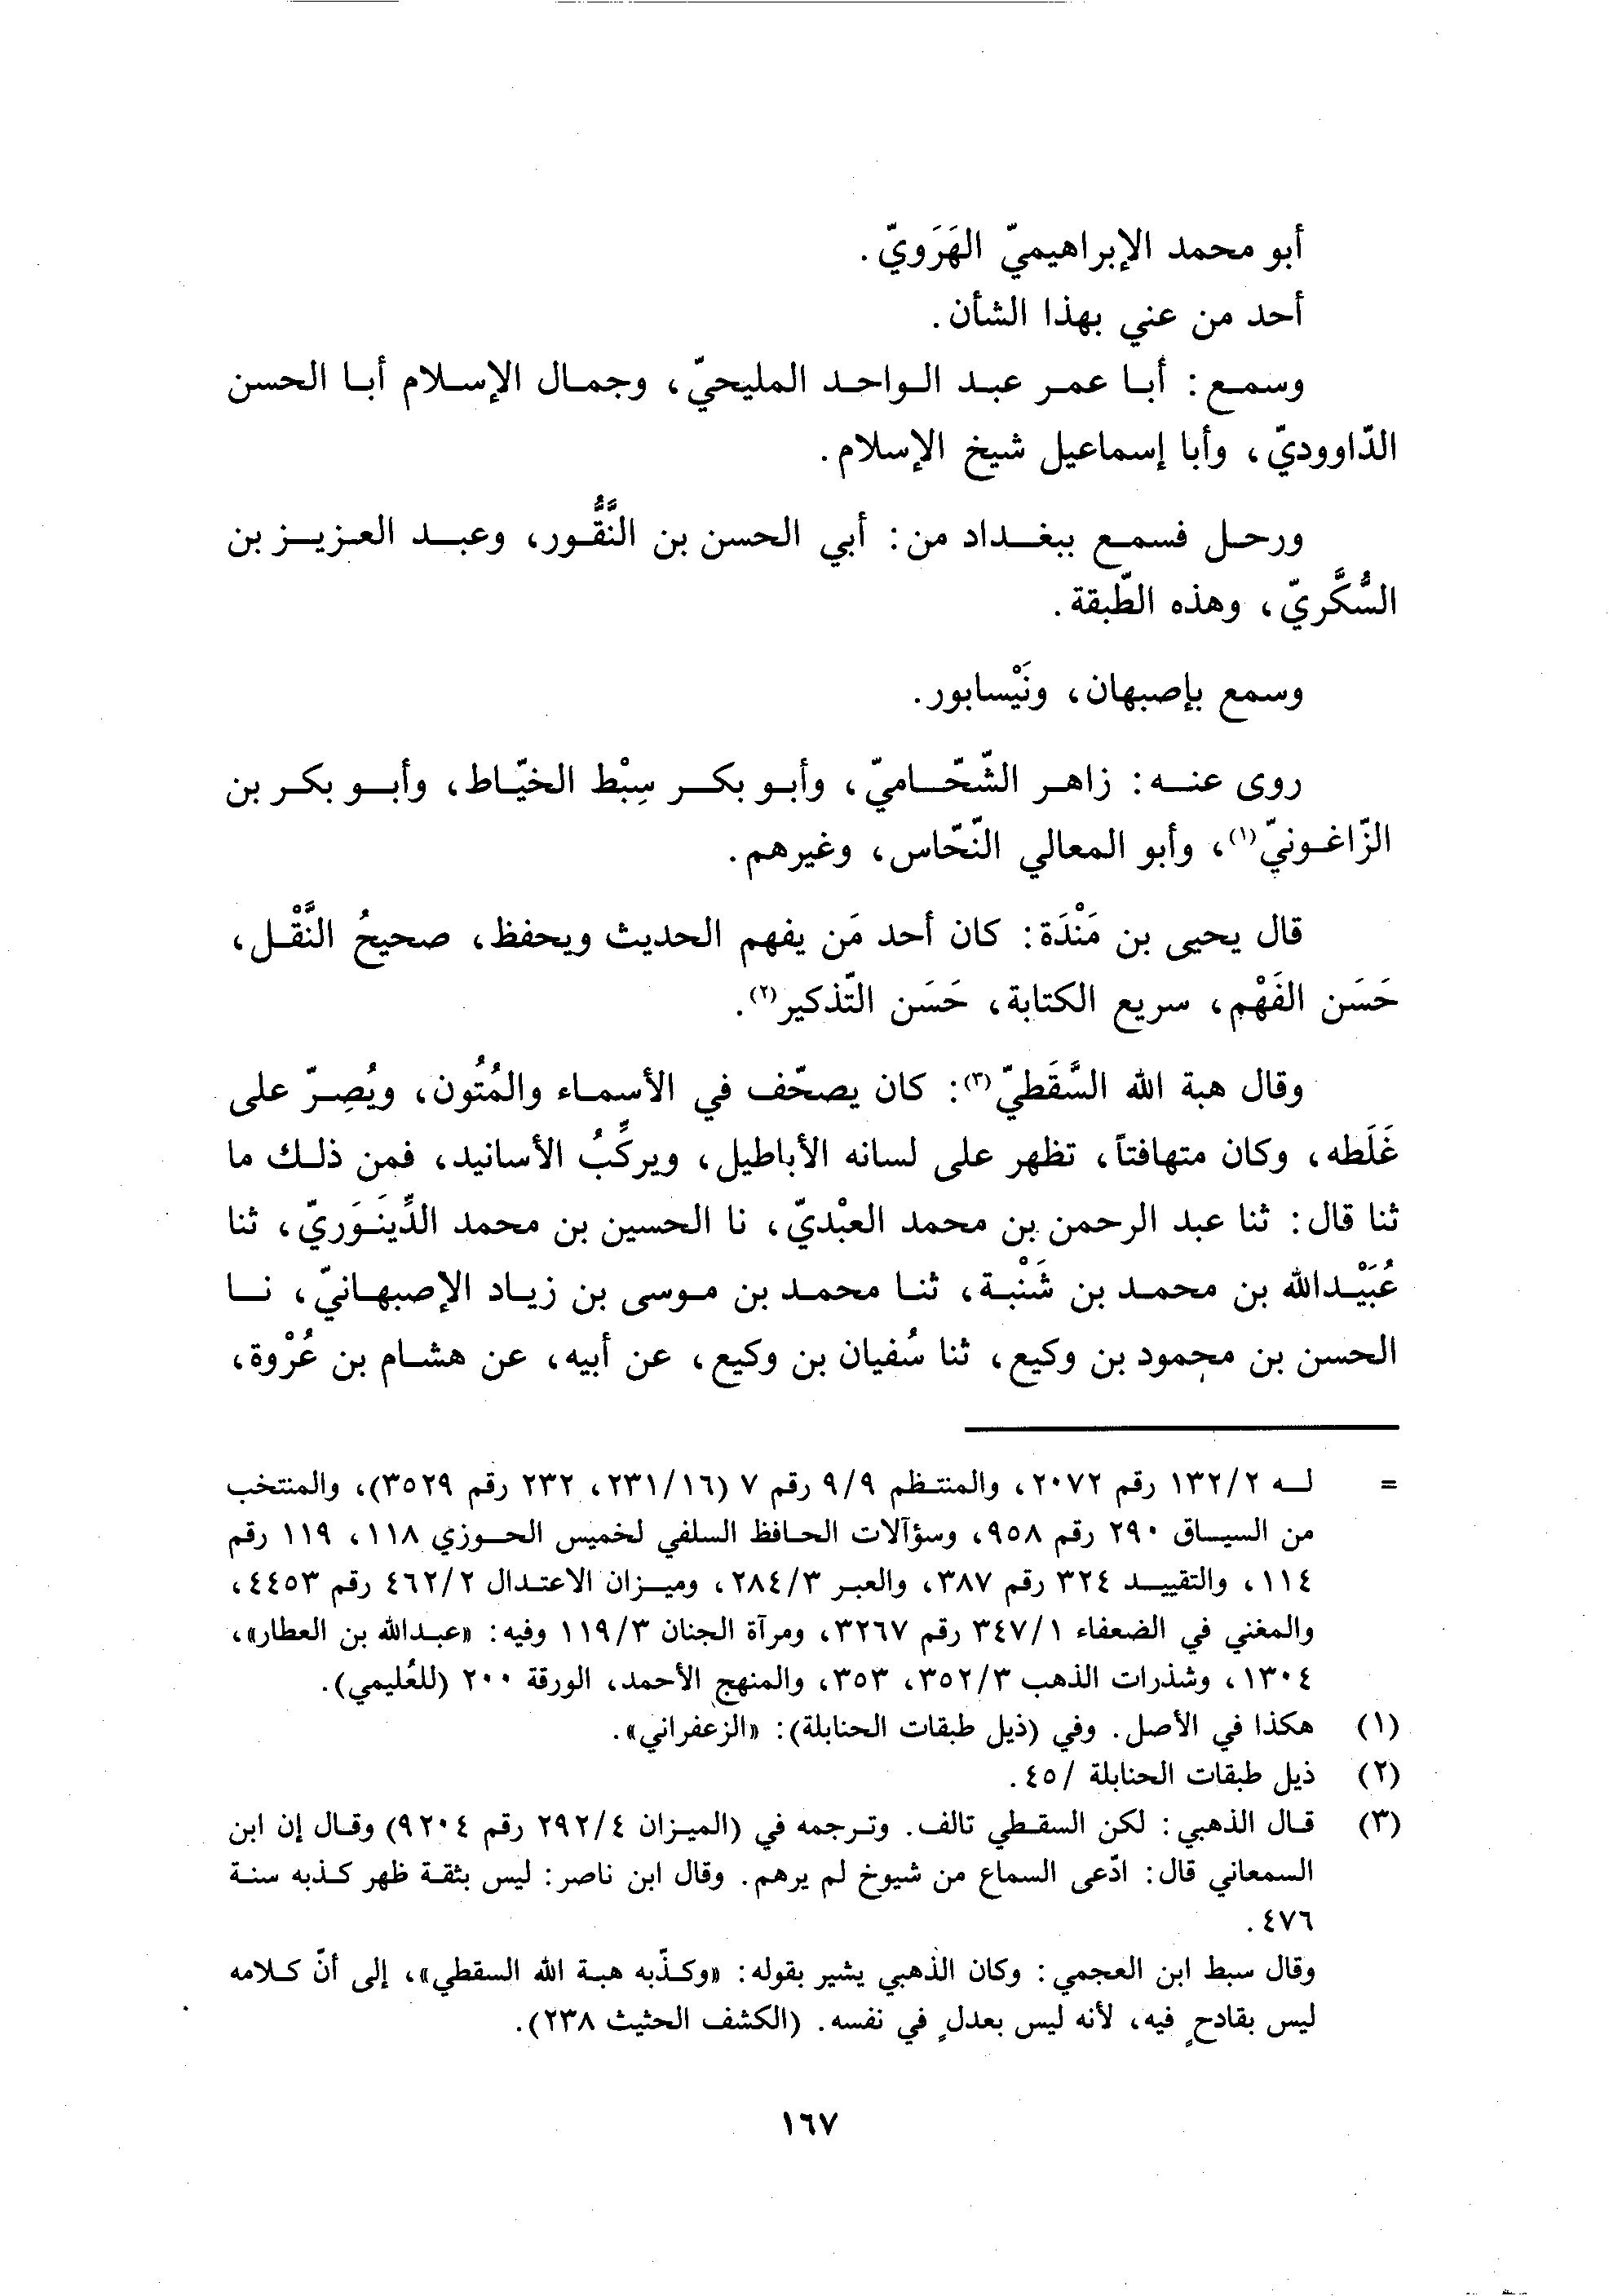 أبو محمد الإبراهيميّ الهَرَويّ.
أحد من عني بهذا الشأن.
وسمع: أبا عمر عبد الواحد المليحيّ، وجمال الإسلام أبا الحسن
الدّاووديّ، وأبا إسماعيل شيخ الإسلام.
ورحل فسمع ببغداد من: أبي الحسن بن النَّقُّور، وعبد العزيز بن
السُّكَّريّ، وهذه الطّبقة.
وسمع بإصبهان، ونَيْسابور.
روى عنه: زاهر الشّحّاميّ، وأبو بكر سِبْط الخيّاط، وأبو بكر بن
الزّاغونيّ(١)، وأبو المعالي النّحّاس، وغيرهم.
قال يحيى بن مَنْدَة: كان أحد مَن يفهم الحديث ويحفظ، صحيحُ النَّقْل،
حَسَن الفَهْم، سريع الكتابة، حَسَن التّذكير(٢).
وقال هبة الله السَّقَطيّ(٣): كان يصحّف في الأسماء والمُتُون، ويُصِرّ على
غَلَطه، وكان متهافتاً، تظهر على لسانه الأباطيل، ويركِّبُ الأسانيد، فمن ذلك ما
ثنا قال: ثنا عبد الرحمن بن محمد العبْديّ، نا الحسين بن محمد الدِّينَوَريّ، ثنا
عُبَيْدالله بن محمد بن شَنْبة، ثنا محمد بن موسى بن زياد الإصبهانيّ، نا
الحسن بن محمود بن وكيع، ثنا سُفيان بن وكيع، عن أبيه، عن هشام بن عُرْوة،
= له ١٣٢/٢ رقم ٢٠٧٢، والمنتظم ٩/٩ رقم ٧ (٢٣١/١٦، ٢٣٢ رقم ٣٥٢٩)، والمنتخب
من السياق ٢٩٠ رقم ٩٥٨، وسؤآلات الحافظ السلفي لخميس الحوزي ١١٨، ١١٩ رقم
١١٤، والتقييد ٣٢٤ رقم ٣٨٧، والعبر ٢٨٤/٣، وميزان الاعتدال ٤٦٢/٢ رقم ٤٤٥٣،
والمغني في الضعفاء ٣٤٧/١ رقم ٣٢٦٧، ومرآة الجنان ١١٩/٣ وفيه: «عبدالله بن العطار»،
١٣٠٤، وشذرات الذهب ٣٥٢/٣، ٣٥٣، والمنهج الأحمد، الورقة ٢٠٠ (للعُليمي).
(١) هكذا في الأصل. وفي (ذيل طبقات الحنابلة): «الزعفراني».
(٢) ذيل طبقات الحنابلة /٤٥.
(٣) قال الذهبي: لكن السقطي تالف. وترجمه في (الميزان ٢٩٢/٤ رقم ٩٢٠٤) وقال إن ابن
السمعاني قال: ادّعى السماع من شيوخ لم يرهم. وقال ابن ناصر: ليس بثقة ظهر كذبه سنة
٤٧٦.
وقال سبط ابن العجمي: وكان الذهبي يشير بقوله: «وكذّبه هبة الله السقطي»، إلى أنّ كلامه
ليس بقادحٍ فيه، لأنه ليس بعدلٍ في نفسه. (الكشف الحثيث ٢٣٨).
١٦٧